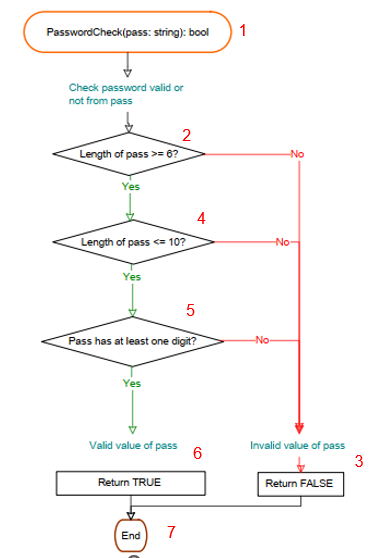 PasswordCheck(pass: string): bool
1
Check password valid or
not from pass
2
Length of pass >= 6?
No
Yes
4
Length of pass <= 10?
No
Yes
5
Pass has at least one digit?
No
Yes
Valid value of pass
6
Invalid value of pass
3
Return TRUE
Return FALSE
End
7